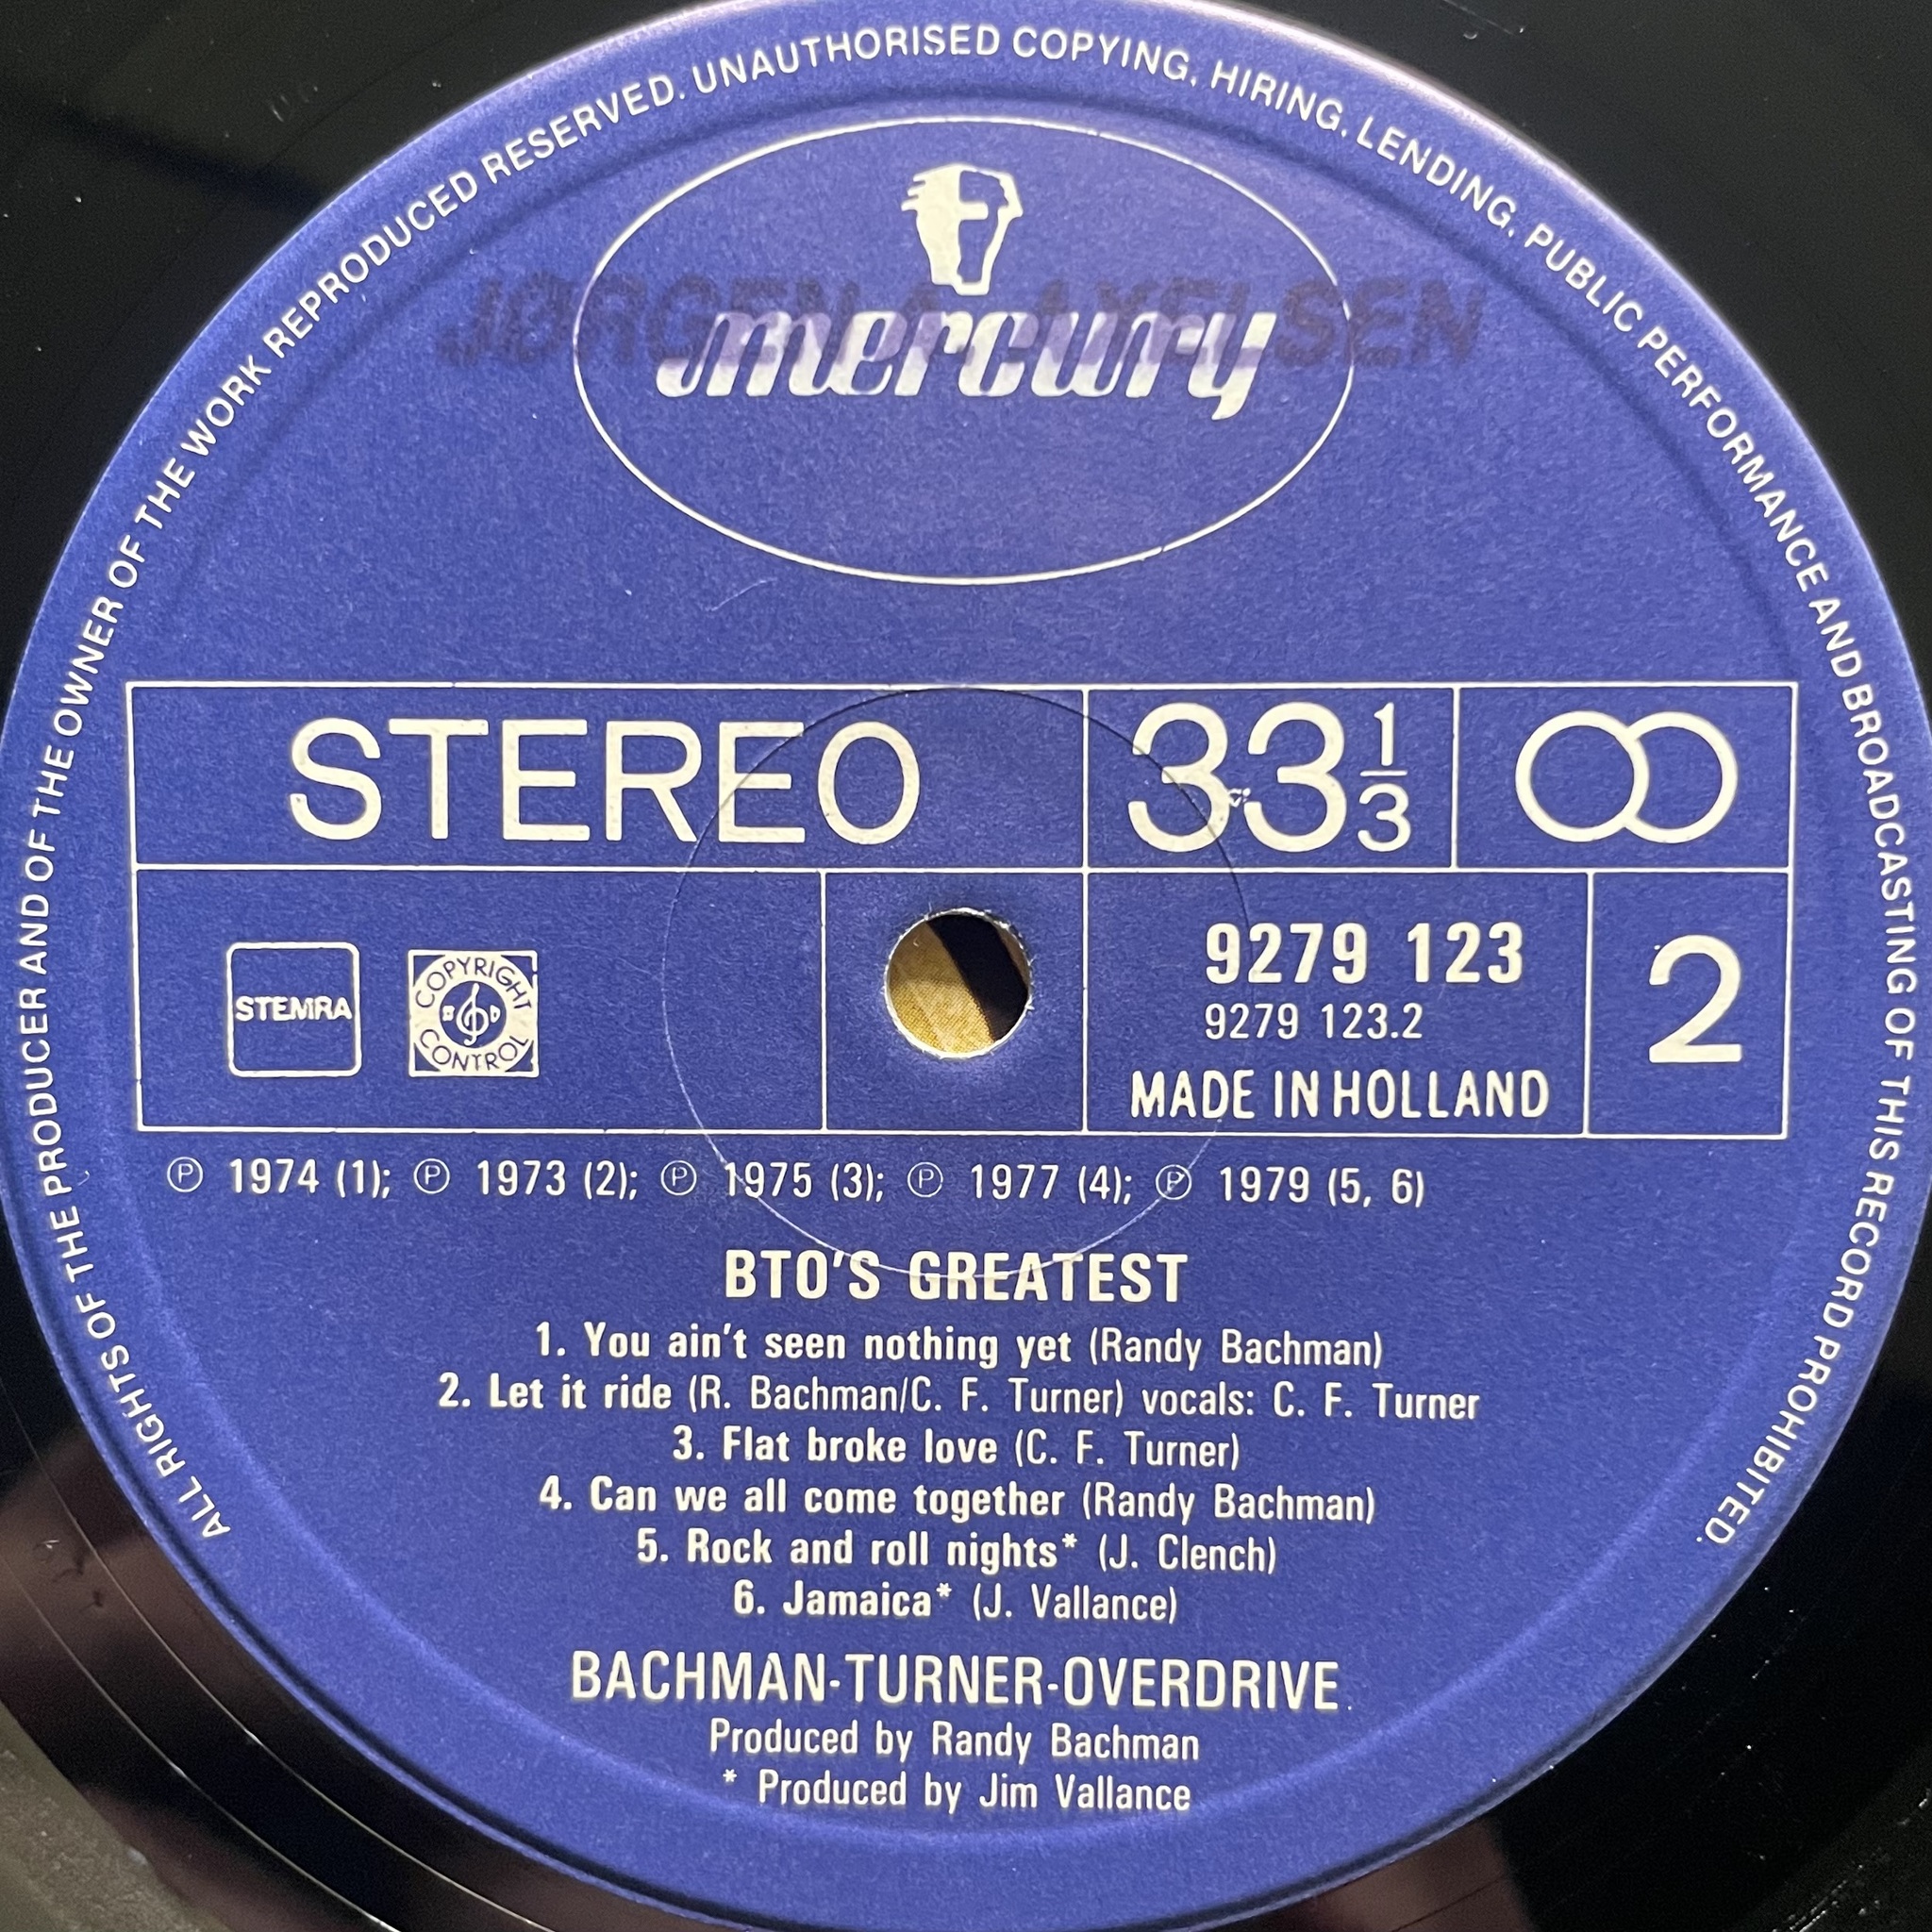 ALL RIGHTS OF THE PRODUCER AND OF THE OWNER OF THE WORK REPRODUCED RESERVED. UNAUTHORISED COPYING, HIRING, LENDING, PUBLIC PERFORMANCE AND BROADCASTING OF THIS RECORD PROHIBITED.
JØRGEN A. AXELSEN
mercury
STEREO
33 1/3
STEMRA
COPYRIGHT
S D
CONTROL
9279 123
9279 123.2
MADE IN HOLLAND
2
Ⓟ 1974 (1); Ⓟ 1973 (2); Ⓟ 1975 (3); Ⓟ 1977 (4); Ⓟ 1979 (5, 6)
BTO'S GREATEST
1. You ain't seen nothing yet (Randy Bachman)
2. Let it ride (R. Bachman/C. F. Turner) vocals: C. F. Turner
3. Flat broke love (C. F. Turner)
4. Can we all come together (Randy Bachman)
5. Rock and roll nights* (J. Clench)
6. Jamaica* (J. Vallance)
BACHMAN-TURNER-OVERDRIVE
Produced by Randy Bachman
* Produced by Jim Vallance